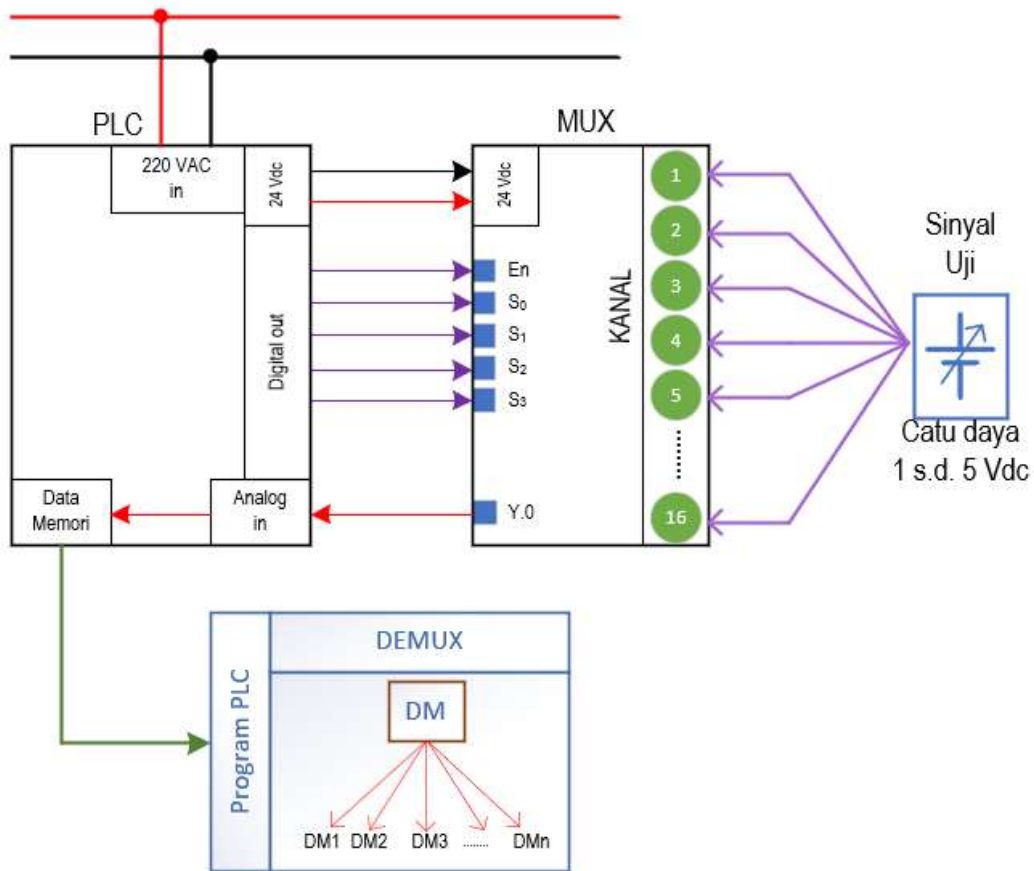 PLC
MUX
220 VAC
in
24 Vdc
24 Vdc
Digital out
En
S₀
S₁
S₂
S₃
Y.0
KANAL
1
2
3
4
5
........
16
Sinyal
Uji
Catu daya
1 s.d. 5 Vdc
Data
Memori
Analog
in
Program PLC
DEMUX
DM
DM1 DM2 DM3 ........ DMn